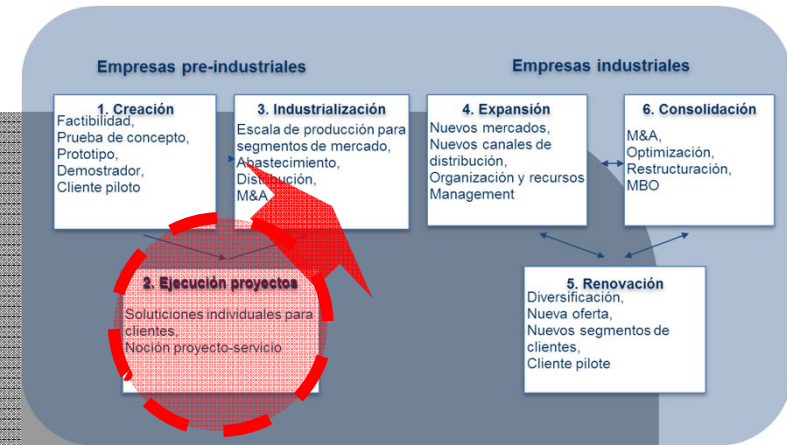 Empresas pre-industriales
Empresas industriales
1. Creación
Factibilidad,
Prueba de concepto,
Prototipo,
Demostrador,
Cliente piloto
3. Industrialización
Escala de producción para
segmentos de mercado,
Abastecimiento,
Distribución,
M&A
4. Expansión
Nuevos mercados,
Nuevos canales de
distribución,
Organización y recursos
Management
6. Consolidación
M&A,
Optimización,
Restructuración,
MBO
2. Ejecución proyectos
Soluticiones individuales para
clientes,
Noción proyecto-servicio
5. Renovación
Diversificación,
Nueva oferta,
Nuevos segmentos de
clientes,
Cliente pilote